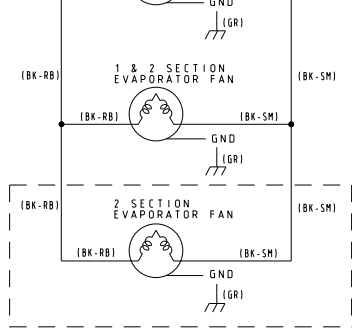 GND
(GR)
(BK-RB)
1 & 2 SECTION
EVAPORATOR FAN
(BK-SM)
(BK-RB)
(BK-SM)
GND
(GR)
(BK-RB)
2 SECTION
EVAPORATOR FAN
(BK-SM)
(BK-RB)
(BK-SM)
GND
(GR)